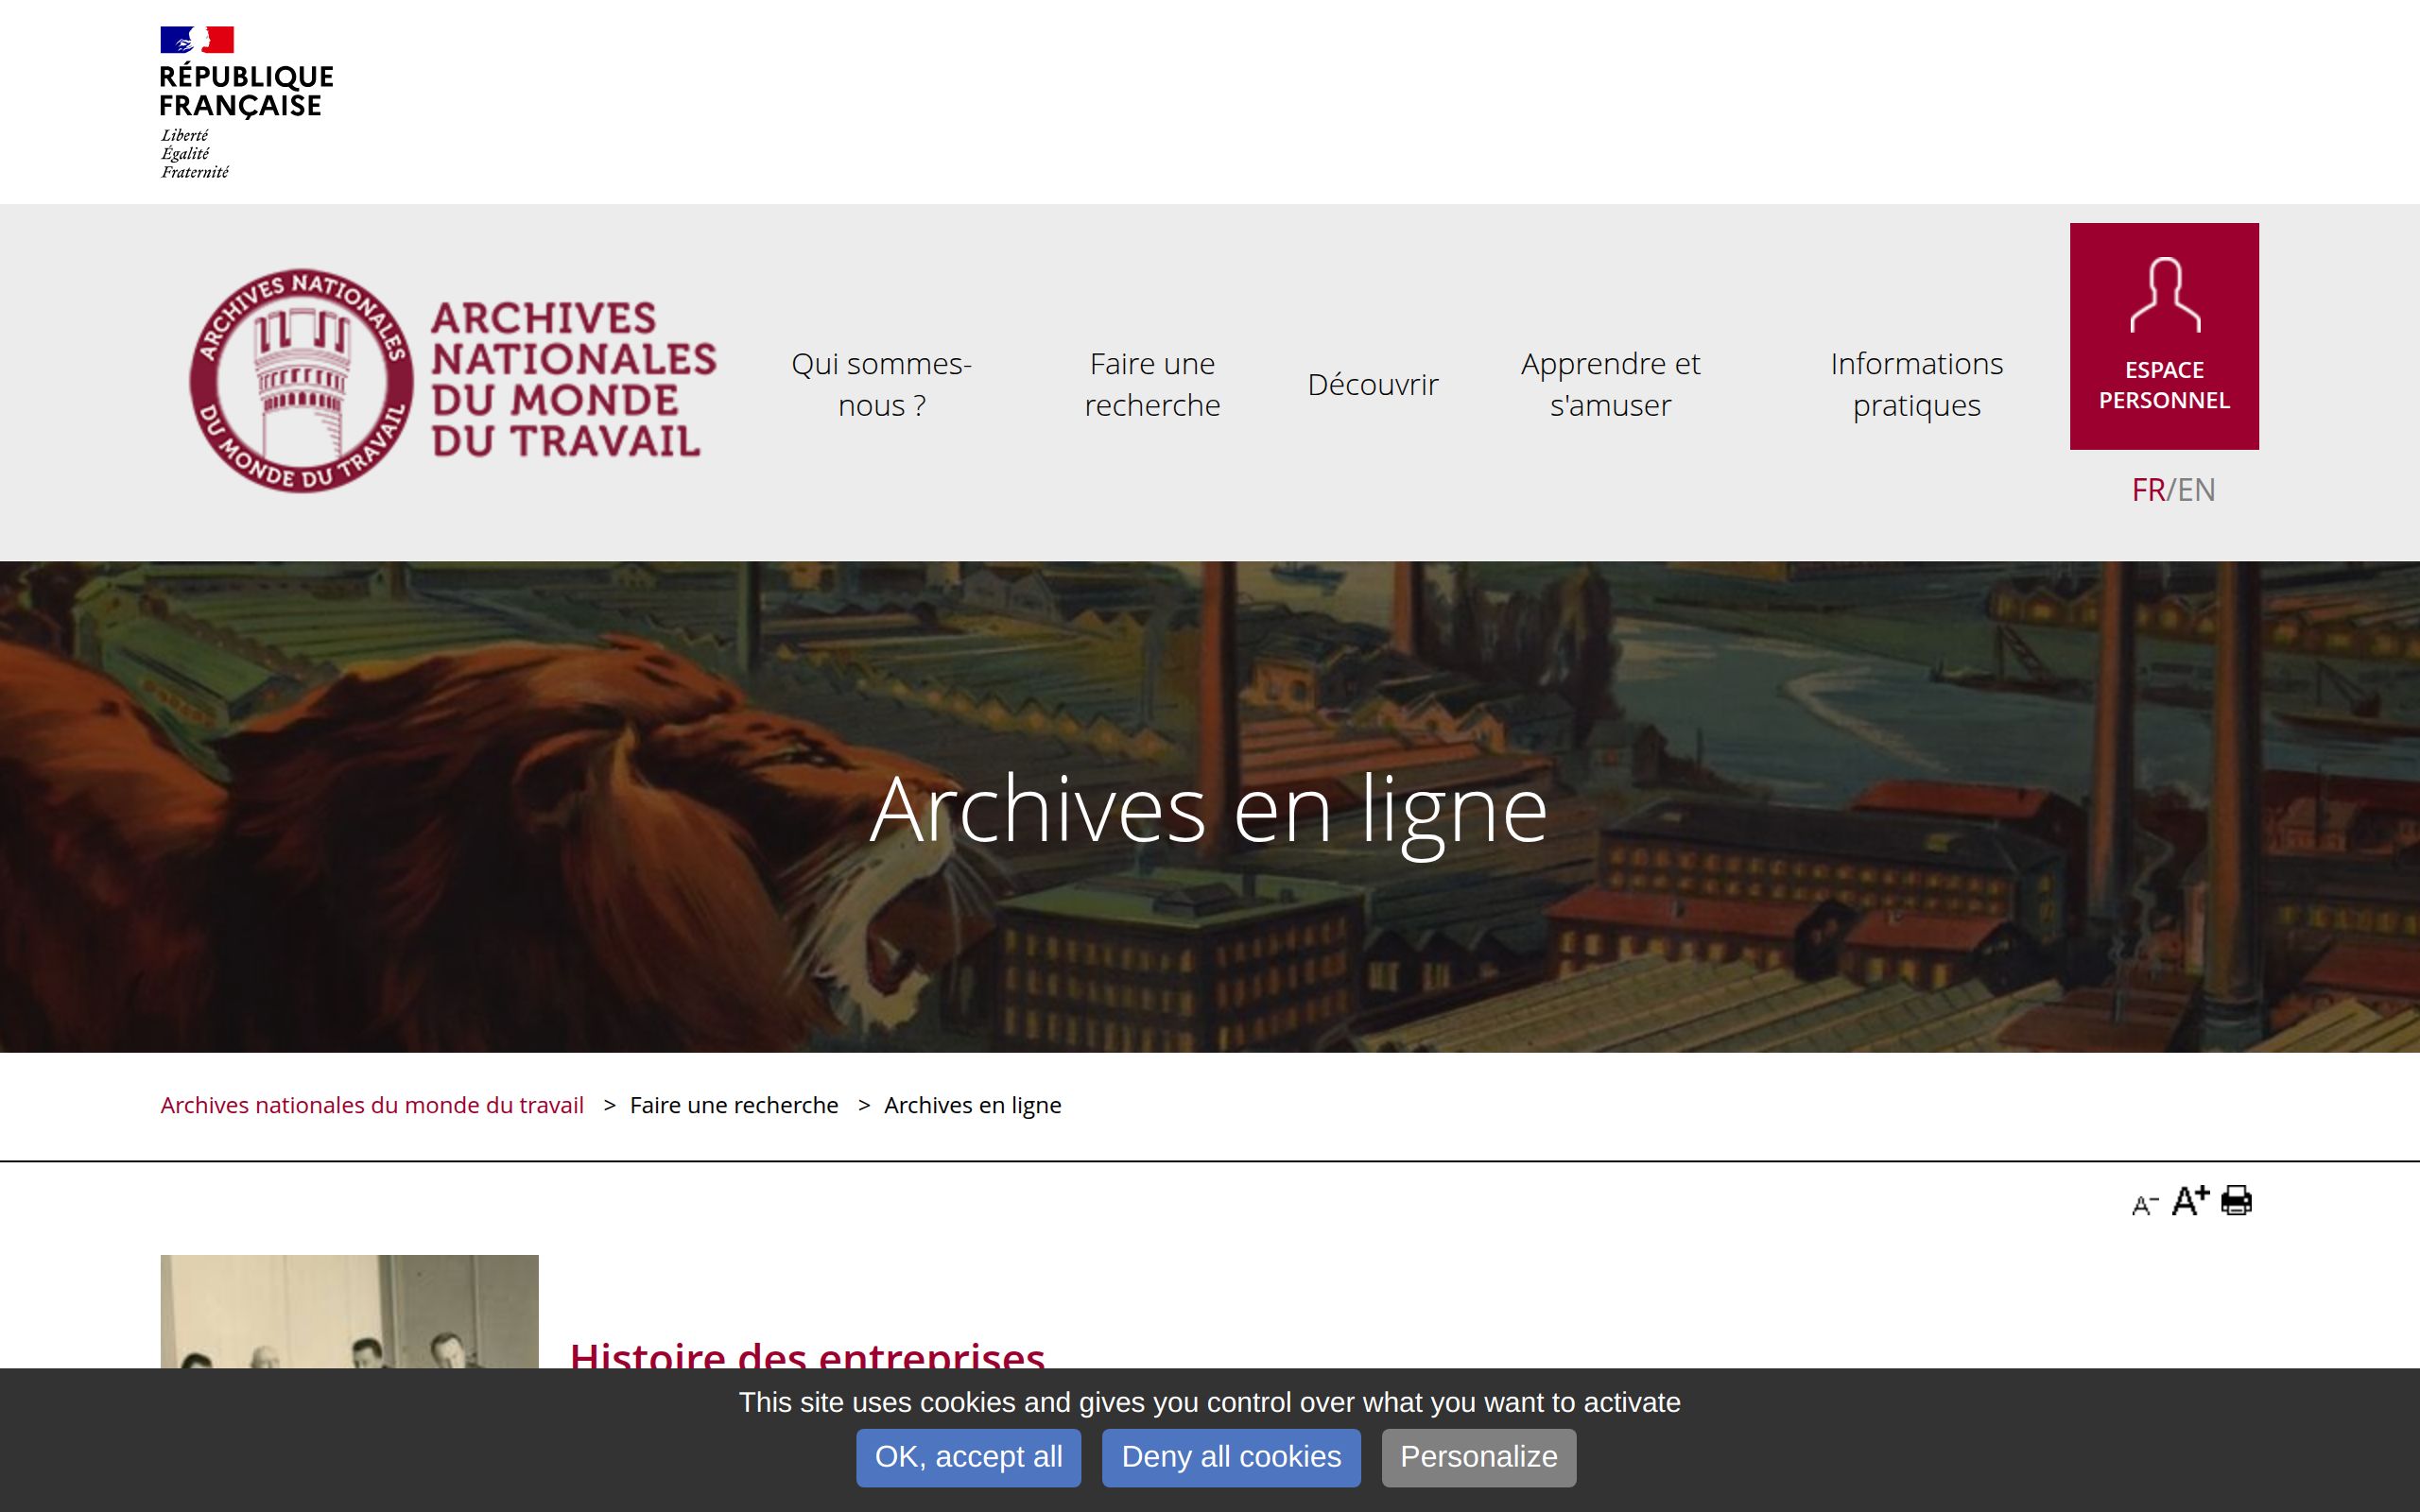 RÉPUBLIQUE
FRANÇAISE
Liberté
Égalité
Fraternité
ARCHIVES NATIONALES
DU MONDE DU TRAVAIL
ARCHIVES
NATIONALES
DU MONDE
DU TRAVAIL
Qui sommes-
nous ?
Faire une
recherche
Découvrir
Apprendre et
s'amuser
Informations
pratiques
ESPACE
PERSONNEL
FR/EN
Archives en ligne
Archives nationales du monde du travail > Faire une recherche > Archives en ligne
A- A+
Histoire des entreprises
This site uses cookies and gives you control over what you want to activate
OK, accept all
Deny all cookies
Personalize